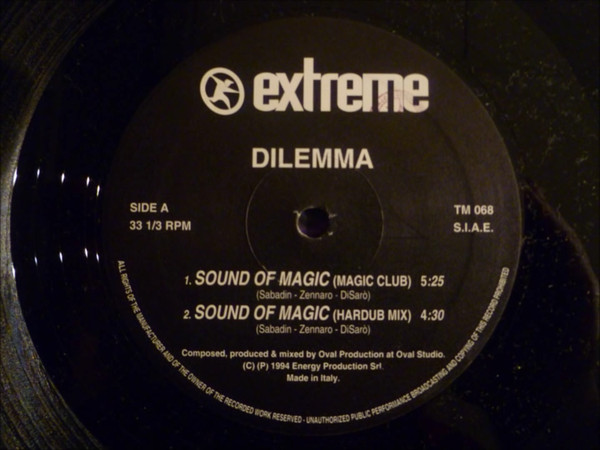 extreme
DILEMMA
SIDE A
33 1/3 RPM
TM 068
S.I.A.E.
1. SOUND OF MAGIC (MAGIC CLUB) 5:25
(Sabadin - Zennaro - DiSarò)
2. SOUND OF MAGIC (HARDUB MIX) 4:30
(Sabadin - Zennaro - DiSarò)
Composed, produced & mixed by Oval Production at Oval Studio.
(C) (P) 1994 Energy Production Srl.
Made in Italy.
ALL RIGHTS OF THE MANUFACTURER AND OF THE OWNER OF THE RECORDED WORK RESERVED - UNAUTHORIZED PUBLIC PERFORMANCE BROADCASTING AND COPYING OF THIS RECORD PROHIBITED